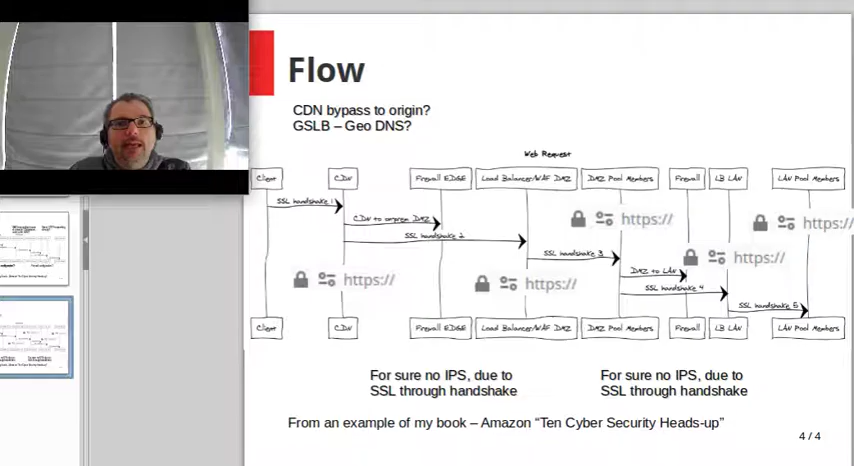 Flow
CDN bypass to origin?
GSLB – Geo DNS?
Web Request
Client CDN Firewall EDGE Load Balancer/WAF DMZ DMZ Pool Members Firewall LB LAN LAN Pool Members
SSL handshake 1
CDN to onprem DMZ
SSL handshake 2
https://
https://
SSL handshake 3
https://
DMZ to LAN
https://
https://
SSL handshake 4
SSL handshake 5
Client CDN Firewall EDGE Load Balancer/WAF DMZ DMZ Pool Members Firewall LB LAN LAN Pool Members
For sure no IPS, due to
SSL through handshake
For sure no IPS, due to
SSL through handshake
From an example of my book – Amazon “Ten Cyber Security Heads-up”
4 / 4